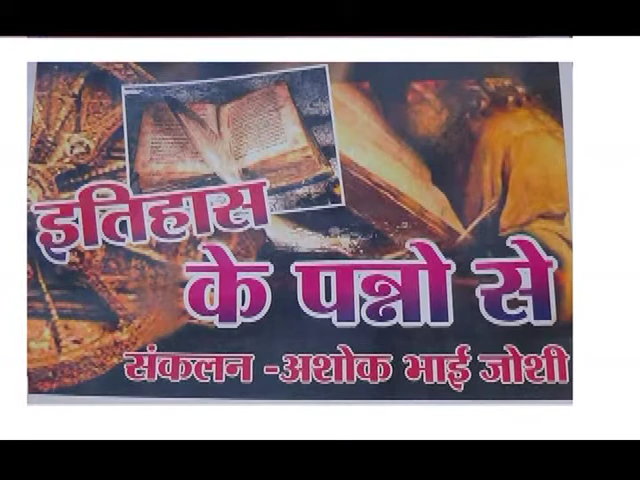 इतिहास
के पन्नो से
संकलन -अशोक भाई जोशी